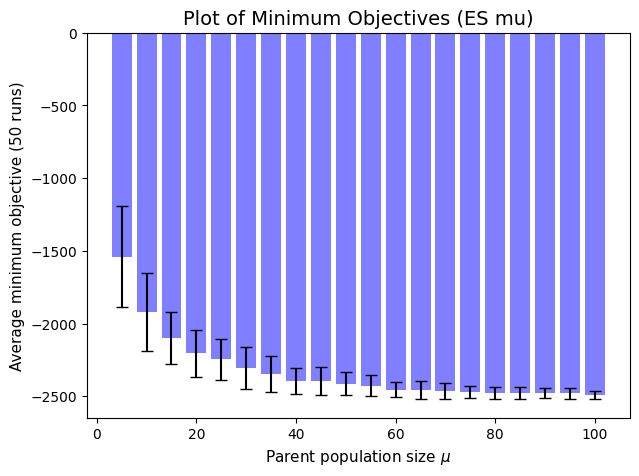 Plot of Minimum Objectives (ES mu)
Average minimum objective (50 runs)
0
−500
−1000
−1500
−2000
−2500
0 20 40 60 80 100
Parent population size μ